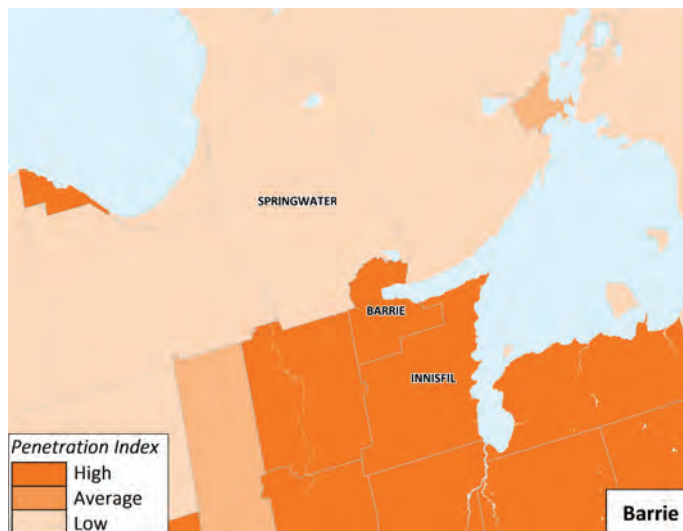 SPRINGWATER
BARRIE
INNISFIL
Penetration Index
High
Average
Low
Barrie